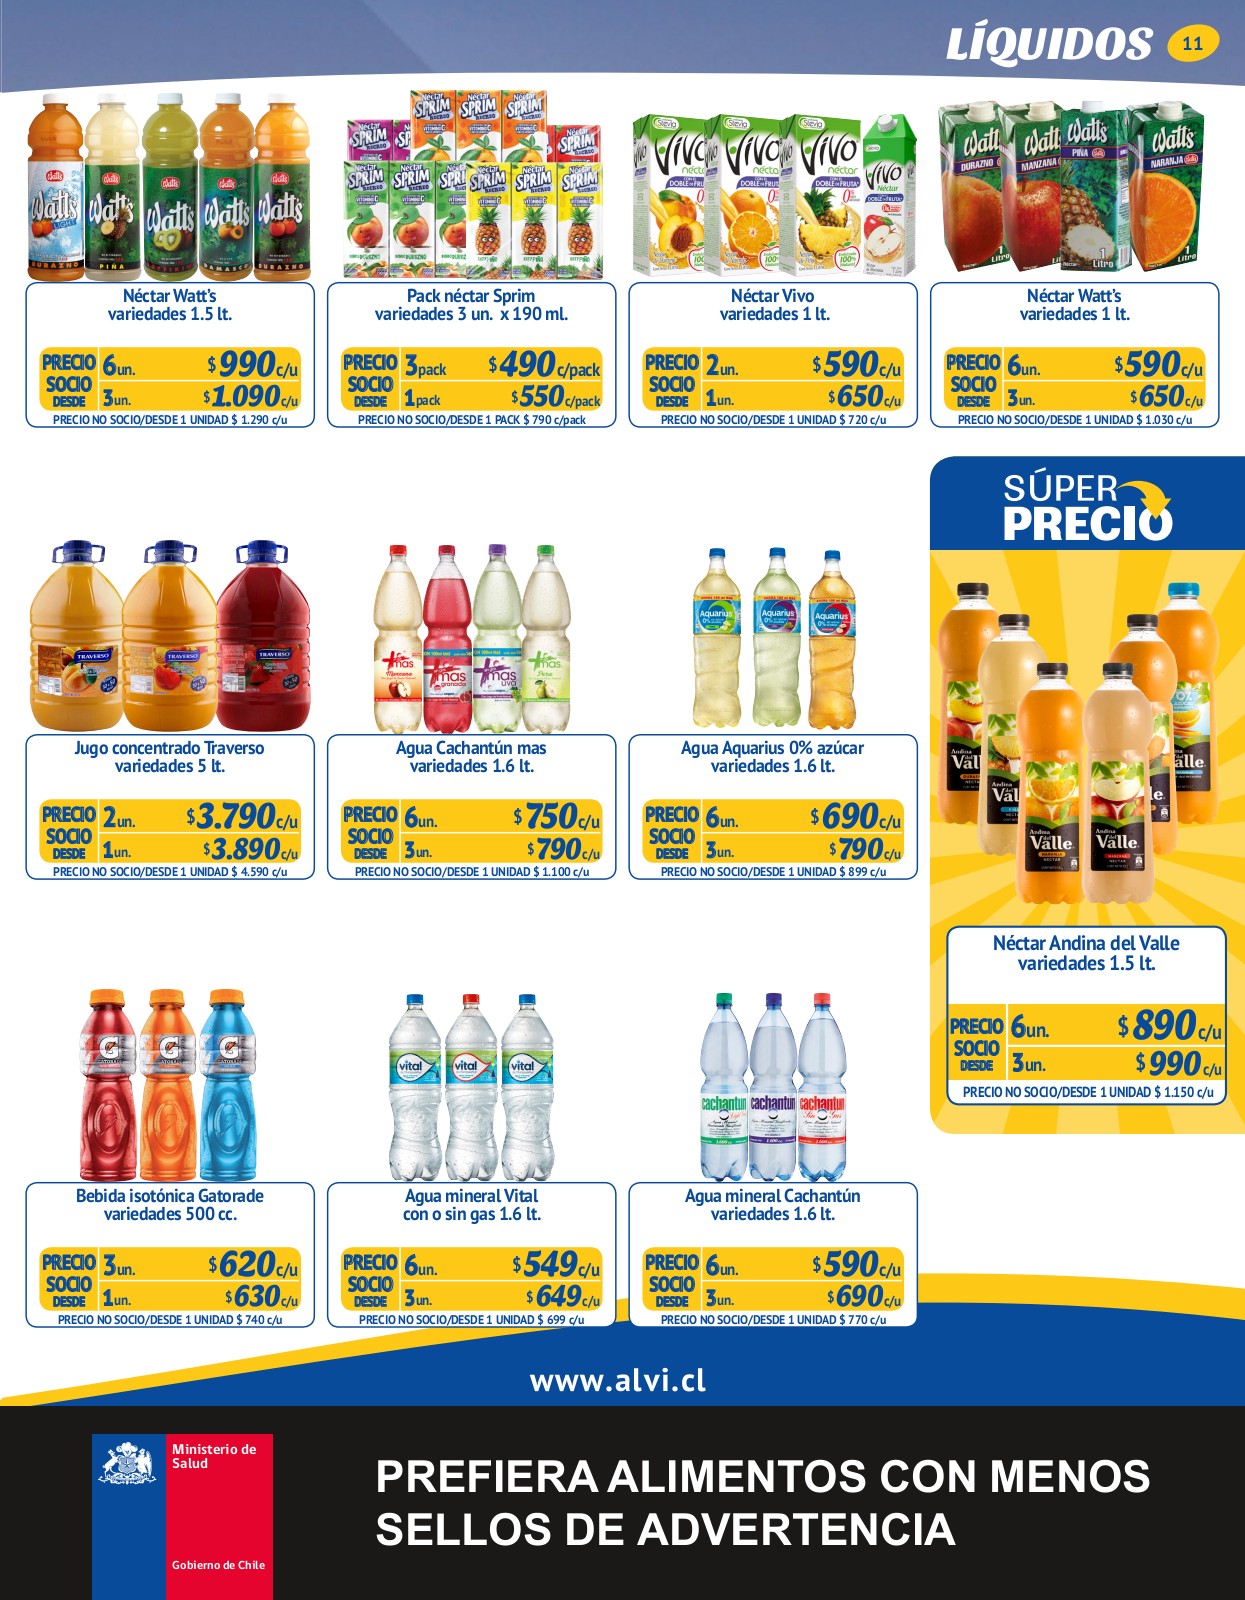 LÍQUIDOS
11
Néctar Watt's
variedades 1.5 lt.
PRECIO SOCIO DESDE
6un. $990c/u
3un. $1.090c/u
PRECIO NO SOCIO/DESDE 1 UNIDAD $ 1.290 c/u
Pack néctar Sprim
variedades 3 un. x 190 ml.
PRECIO SOCIO DESDE
3pack $490c/pack
1pack $550c/pack
PRECIO NO SOCIO/DESDE 1 PACK $ 790 c/pack
Néctar Vivo
variedades 1 lt.
PRECIO SOCIO DESDE
2un. $590c/u
1un. $650c/u
PRECIO NO SOCIO/DESDE 1 UNIDAD $ 720 c/u
Néctar Watt's
variedades 1 lt.
PRECIO SOCIO DESDE
6un. $590c/u
3un. $650c/u
PRECIO NO SOCIO/DESDE 1 UNIDAD $ 1.030 c/u
Jugo concentrado Traverso
variedades 5 lt.
PRECIO SOCIO DESDE
2un. $3.790c/u
1un. $3.890c/u
PRECIO NO SOCIO/DESDE 1 UNIDAD $ 4.590 c/u
Agua Cachantún mas
variedades 1.6 lt.
PRECIO SOCIO DESDE
6un. $750c/u
3un. $790c/u
PRECIO NO SOCIO/DESDE 1 UNIDAD $ 1.100 c/u
Agua Aquarius 0% azúcar
variedades 1.6 lt.
PRECIO SOCIO DESDE
6un. $690c/u
3un. $790c/u
PRECIO NO SOCIO/DESDE 1 UNIDAD $ 899 c/u
SÚPER
PRECIO
Néctar Andina del Valle
variedades 1.5 lt.
PRECIO SOCIO DESDE
6un. $890c/u
3un. $990c/u
PRECIO NO SOCIO/DESDE 1 UNIDAD $ 1.150 c/u
Bebida isotónica Gatorade
variedades 500 cc.
PRECIO SOCIO DESDE
3un. $620c/u
1un. $630c/u
PRECIO NO SOCIO/DESDE 1 UNIDAD $ 740 c/u
Agua mineral Vital
con o sin gas 1.6 lt.
PRECIO SOCIO DESDE
6un. $549c/u
3un. $649c/u
PRECIO NO SOCIO/DESDE 1 UNIDAD $ 699 c/u
Agua mineral Cachantún
variedades 1.6 lt.
PRECIO SOCIO DESDE
6un. $590c/u
3un. $690c/u
PRECIO NO SOCIO/DESDE 1 UNIDAD $ 770 c/u
www.alvi.cl
Ministerio de
Salud
Gobierno de Chile
PREFIERA ALIMENTOS CON MENOS
SELLOS DE ADVERTENCIA